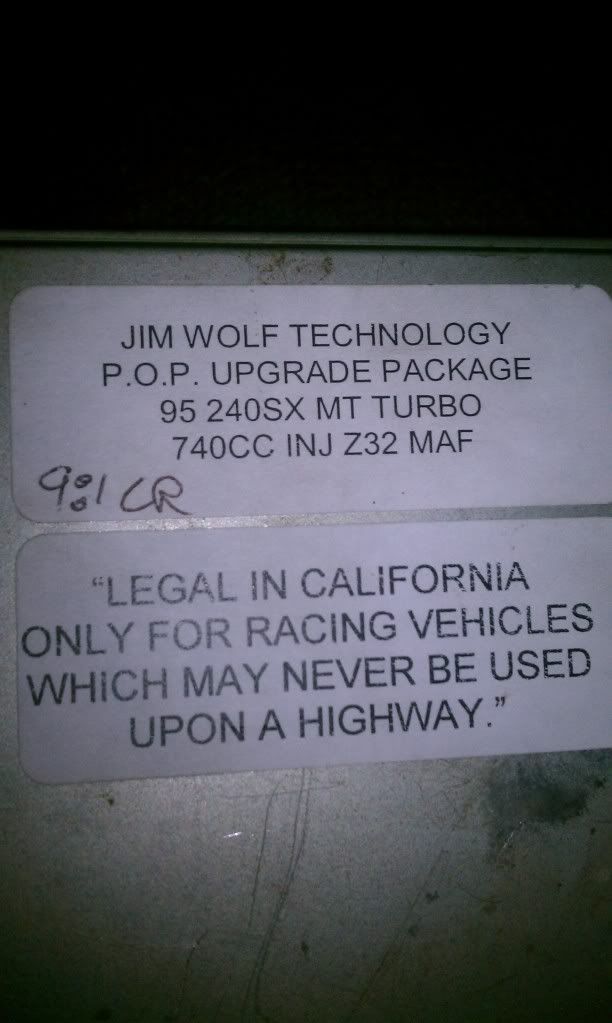 JIM WOLF TECHNOLOGY
P.O.P. UPGRADE PACKAGE
95 240SX MT TURBO
740CC INJ Z32 MAF
9:1 CR
“LEGAL IN CALIFORNIA
ONLY FOR RACING VEHICLES
WHICH MAY NEVER BE USED
UPON A HIGHWAY.”